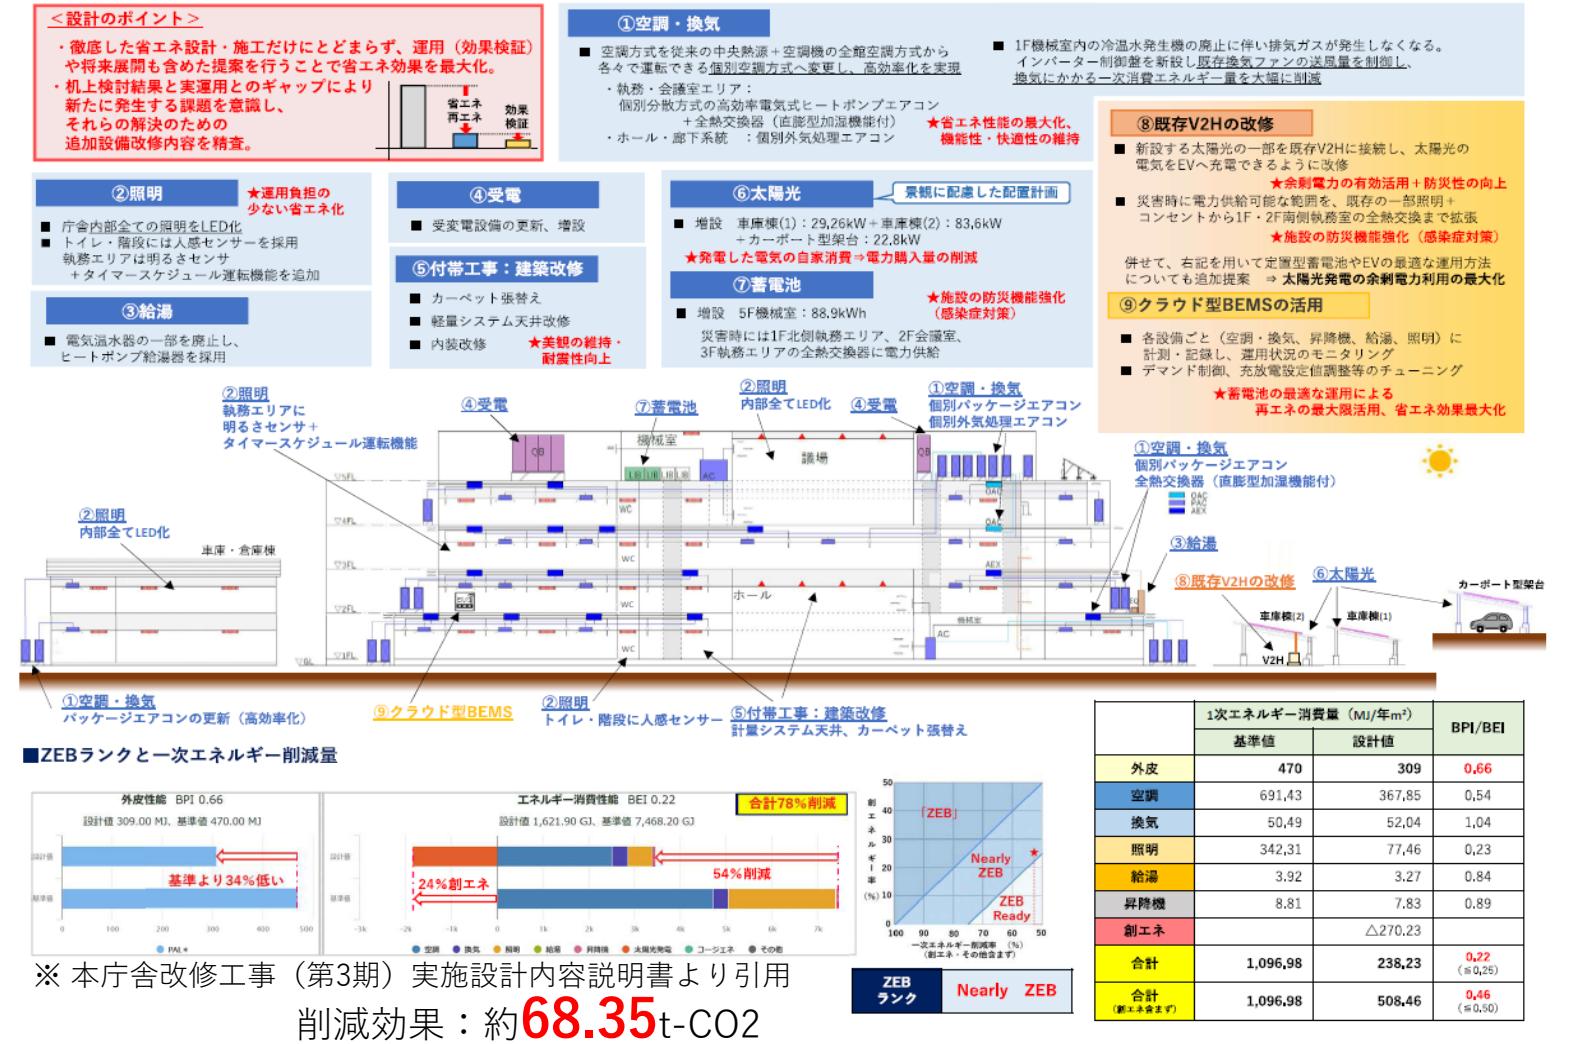 ＜設計のポイント＞
・徹底した省エネ設計・施工だけにとどまらず、運用（効果検証）
や将来展開も含めた提案を行うことで省エネ効果を最大化。
・机上検討結果と実運用とのギャップにより
新たに発生する課題を意識し、
それらの解決のための
追加設備改修内容を精査。
省エネ
再エネ
効果
検証
①空調・換気
■ 空調方式を従来の中央熱源＋空調機の全館空調方式から
各々で運転できる個別空調方式へ変更し、高効率化を実現
・執務・会議室エリア：
個別分散方式の高効率電気式ヒートポンプエアコン
＋全熱交換器（直膨型加湿機能付）
・ホール・廊下系統 ：個別外気処理エアコン
★省エネ性能の最大化、
機能性・快適性の維持
■ 1F機械室内の冷温水発生機の廃止に伴い排気ガスが発生しなくなる。
インバーター制御盤を新設し既存換気ファンの送風量を制御し、
換気にかかる一次消費エネルギー量を大幅に削減
②照明
★運用負担の
少ない省エネ化
■ 庁舎内部全ての照明をLED化
■ トイレ・階段には人感センサーを採用
執務エリアは明るさセンサ
＋タイマースケジュール運転機能を追加
③給湯
■ 電気温水器の一部を廃止し、
ヒートポンプ給湯器を採用
④受電
■ 受変電設備の更新、増設
⑤付帯工事：建築改修
■ カーペット張替え
■ 軽量システム天井改修
■ 内装改修
★美観の維持・
耐震性向上
⑥太陽光
景観に配慮した配置計画
■ 増設 車庫棟(1)：29,26kW＋車庫棟(2)：83,6kW
＋カーポート型架台：22.8kW
★発電した電気の自家消費⇒電力購入量の削減
⑦蓄電池
■ 増設 5F機械室：88.9kWh
★施設の防災機能強化
（感染症対策）
災害時には1F北側執務エリア、2F会議室、
3F執務エリアの全熱交換器に電力供給
⑧既存V2Hの改修
■ 新設する太陽光の一部を既存V2Hに接続し、太陽光の
電気をEVへ充電できるように改修
★余剰電力の有効活用＋防災性の向上
■ 災害時に電力供給可能な範囲を、既存の一部照明＋
コンセントから1F・2F南側執務室の全熱交換まで拡張
★施設の防災機能強化（感染症対策）
併せて、右記を用いて定置型蓄電池やEVの最適な運用方法
についても追加提案 ⇒ 太陽光発電の余剰電力利用の最大化
⑨クラウド型BEMSの活用
■ 各設備ごと（空調・換気、昇降機、給湯、照明）に
計測・記録し、運用状況のモニタリング
■ デマンド制御、充放電設定値調整等のチューニング
★蓄電池の最適な運用による
再エネの最大限活用、省エネ効果最大化
②照明
執務エリアに
明るさセンサ＋
タイマースケジュール運転機能
④受電
⑦蓄電池
②照明
内部全てLED化
④受電
①空調・換気
個別パッケージエアコン
個別外気処理エアコン
①空調・換気
個別パッケージエアコン
全熱交換器（直膨型加湿機能付）
OAC
PAC
AEX
②照明
内部全てLED化
車庫・倉庫棟
QB
機械室
LIB LIB LIB LIB
AC
議場
QB
OAC
OAC
AEX
WC
WC
WC
WC
ホール
機械室
AC
▽5FL
▽4FL
▽3FL
▽2FL
▽1FL
▽GL
③給湯
⑧既存V2Hの改修
⑥太陽光
カーポート型架台
車庫棟(2)
車庫棟(1)
V2H
①空調・換気
パッケージエアコンの更新（高効率化）
⑨クラウド型BEMS
②照明
トイレ・階段に人感センサー
⑤付帯工事：建築改修
計量システム天井、カーペット張替え
■ZEBランクと一次エネルギー削減量
外皮性能 BPI 0.66
設計値 309.00 MJ、基準値 470.00 MJ
設計値
基準より34%低い
基準値
0 100 200 300 400 500
PAL＊
エネルギー消費性能 BEI 0.22
合計78%削減
設計値 1,621.90 GJ、基準値 7,468.20 GJ
設計値
54%削減
24%創エネ
基準値
-3k -2k -1k 0 1k 2k 3k 4k 5k 6k 7k
空調 換気 照明 給湯 昇降機 太陽光発電 コージェネ その他
創エネルギー率(%)
50
40
30
20
10
0
「ZEB」
Nearly
ZEB
ZEB
Ready
100 90 80 70 60 50
一次エネルギー削減率 (%)
(創エネ・その他含まず)
ZEB
ランク
Nearly ZEB
1次エネルギー消費量（MJ/年m²） BPI/BEI
基準値 設計値
外皮 470 309 0.66
空調 691,43 367,85 0,54
換気 50,49 52,04 1,04
照明 342,31 77,46 0,23
給湯 3.92 3.27 0.84
昇降機 8.81 7.83 0.89
創エネ △270.23
合計 1,096,98 238,23 0,22
(≦0,25)
合計
(創エネ含まず) 1,096.98 508.46 0,46
(≦0.50)
※ 本庁舎改修工事（第3期）実施設計内容説明書より引用
削減効果：約68.35t-CO2